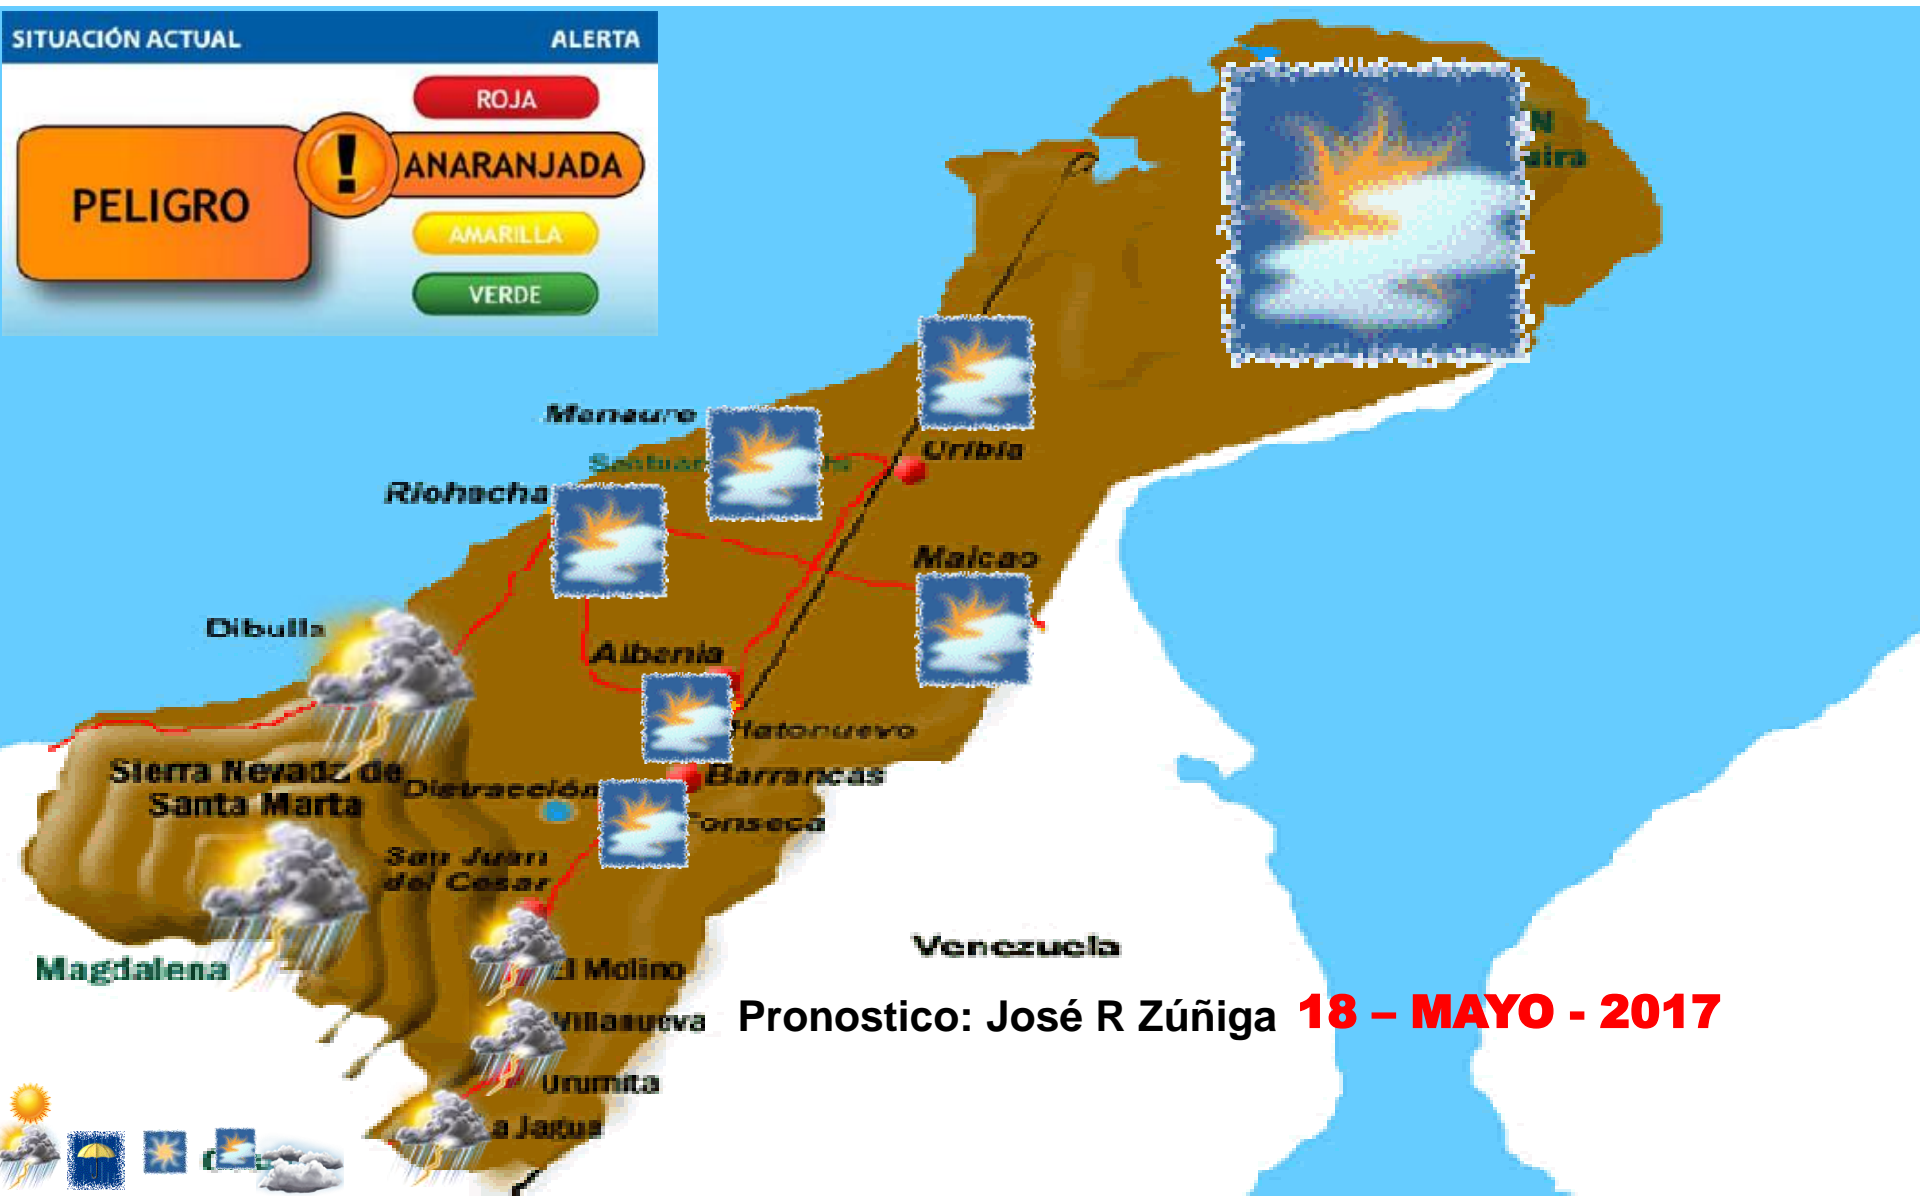 SITUACIÓN ACTUAL ALERTA
ROJA
PELIGRO
!
ANARANJADA
AMARILLA
VERDE
Manaure
Uribia
Riohacha
Maicao
Dibulla
Albania
Hatonuevo
Sierra Nevada de
Santa Marta
Distracción
Barrancas
Fonseca
San Juan
del Cesar
Magdalena
El Molino
Venezuela
Villanueva
Pronostico: José R Zúñiga 18 – MAYO - 2017
Urumita
a Jagua